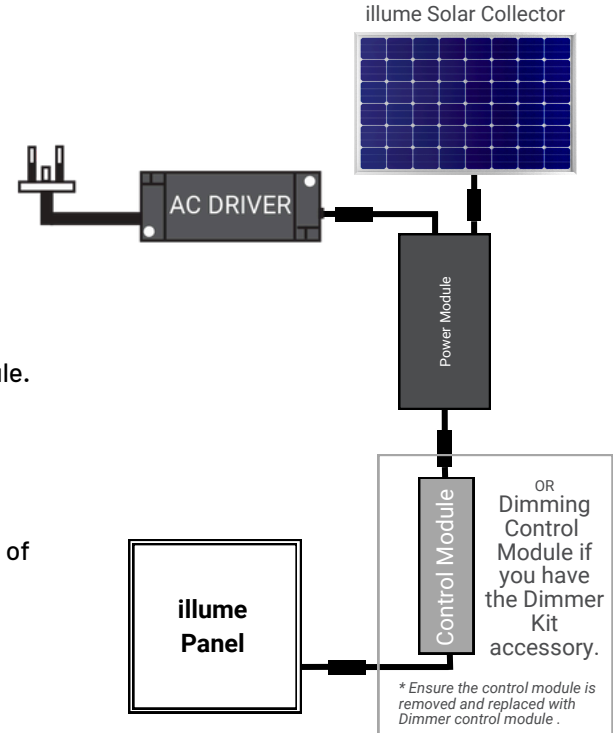 illume Solar Collector
AC DRIVER
Power Module
ule.
of
illume
Panel
Control Module
OR
Dimming
Control
Module if
you have
the Dimmer
Kit
accessory.
* Ensure the control module is
removed and replaced with
Dimmer control module .